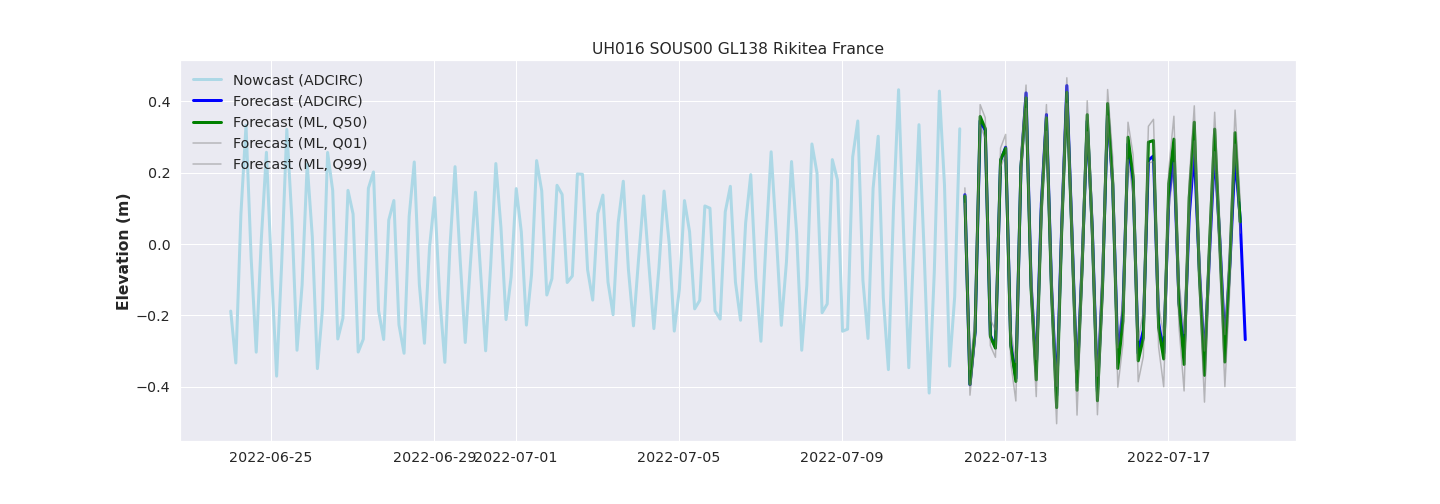 UH016 SOUS00 GL138 Rikitea France
Nowcast (ADCIRC)
Forecast (ADCIRC)
Forecast (ML, Q50)
Forecast (ML, Q01)
Forecast (ML, Q99)
Elevation (m)
0.4
0.2
0.0
−0.2
−0.4
2022-06-25
2022-06-29
2022-07-01
2022-07-05
2022-07-09
2022-07-13
2022-07-17